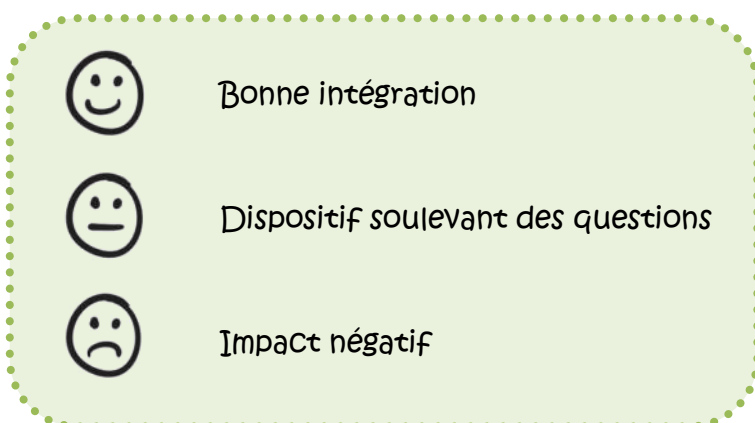 Bonne intégration
Dispositif soulevant des questions
Impact négatif